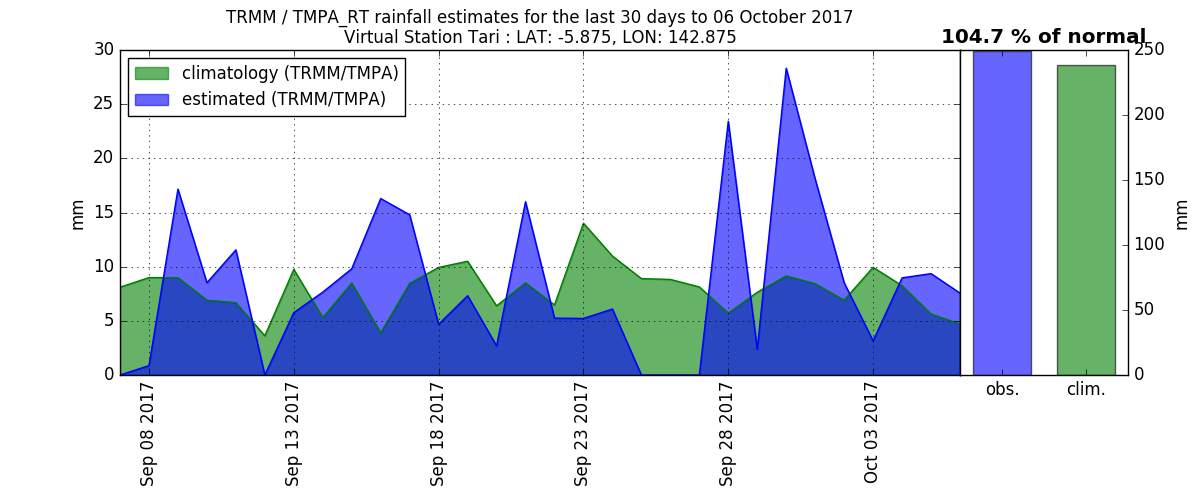 TRMM / TMPA_RT rainfall estimates for the last 30 days to 06 October 2017
Virtual Station Tari : LAT: -5.875, LON: 142.875
104.7 % of normal
climatology (TRMM/TMPA)
estimated (TRMM/TMPA)
30
25
20
15
10
5
0
mm
Sep 08 2017
Sep 13 2017
Sep 18 2017
Sep 23 2017
Sep 28 2017
Oct 03 2017
obs.
clim.
250
200
150
100
50
0
mm